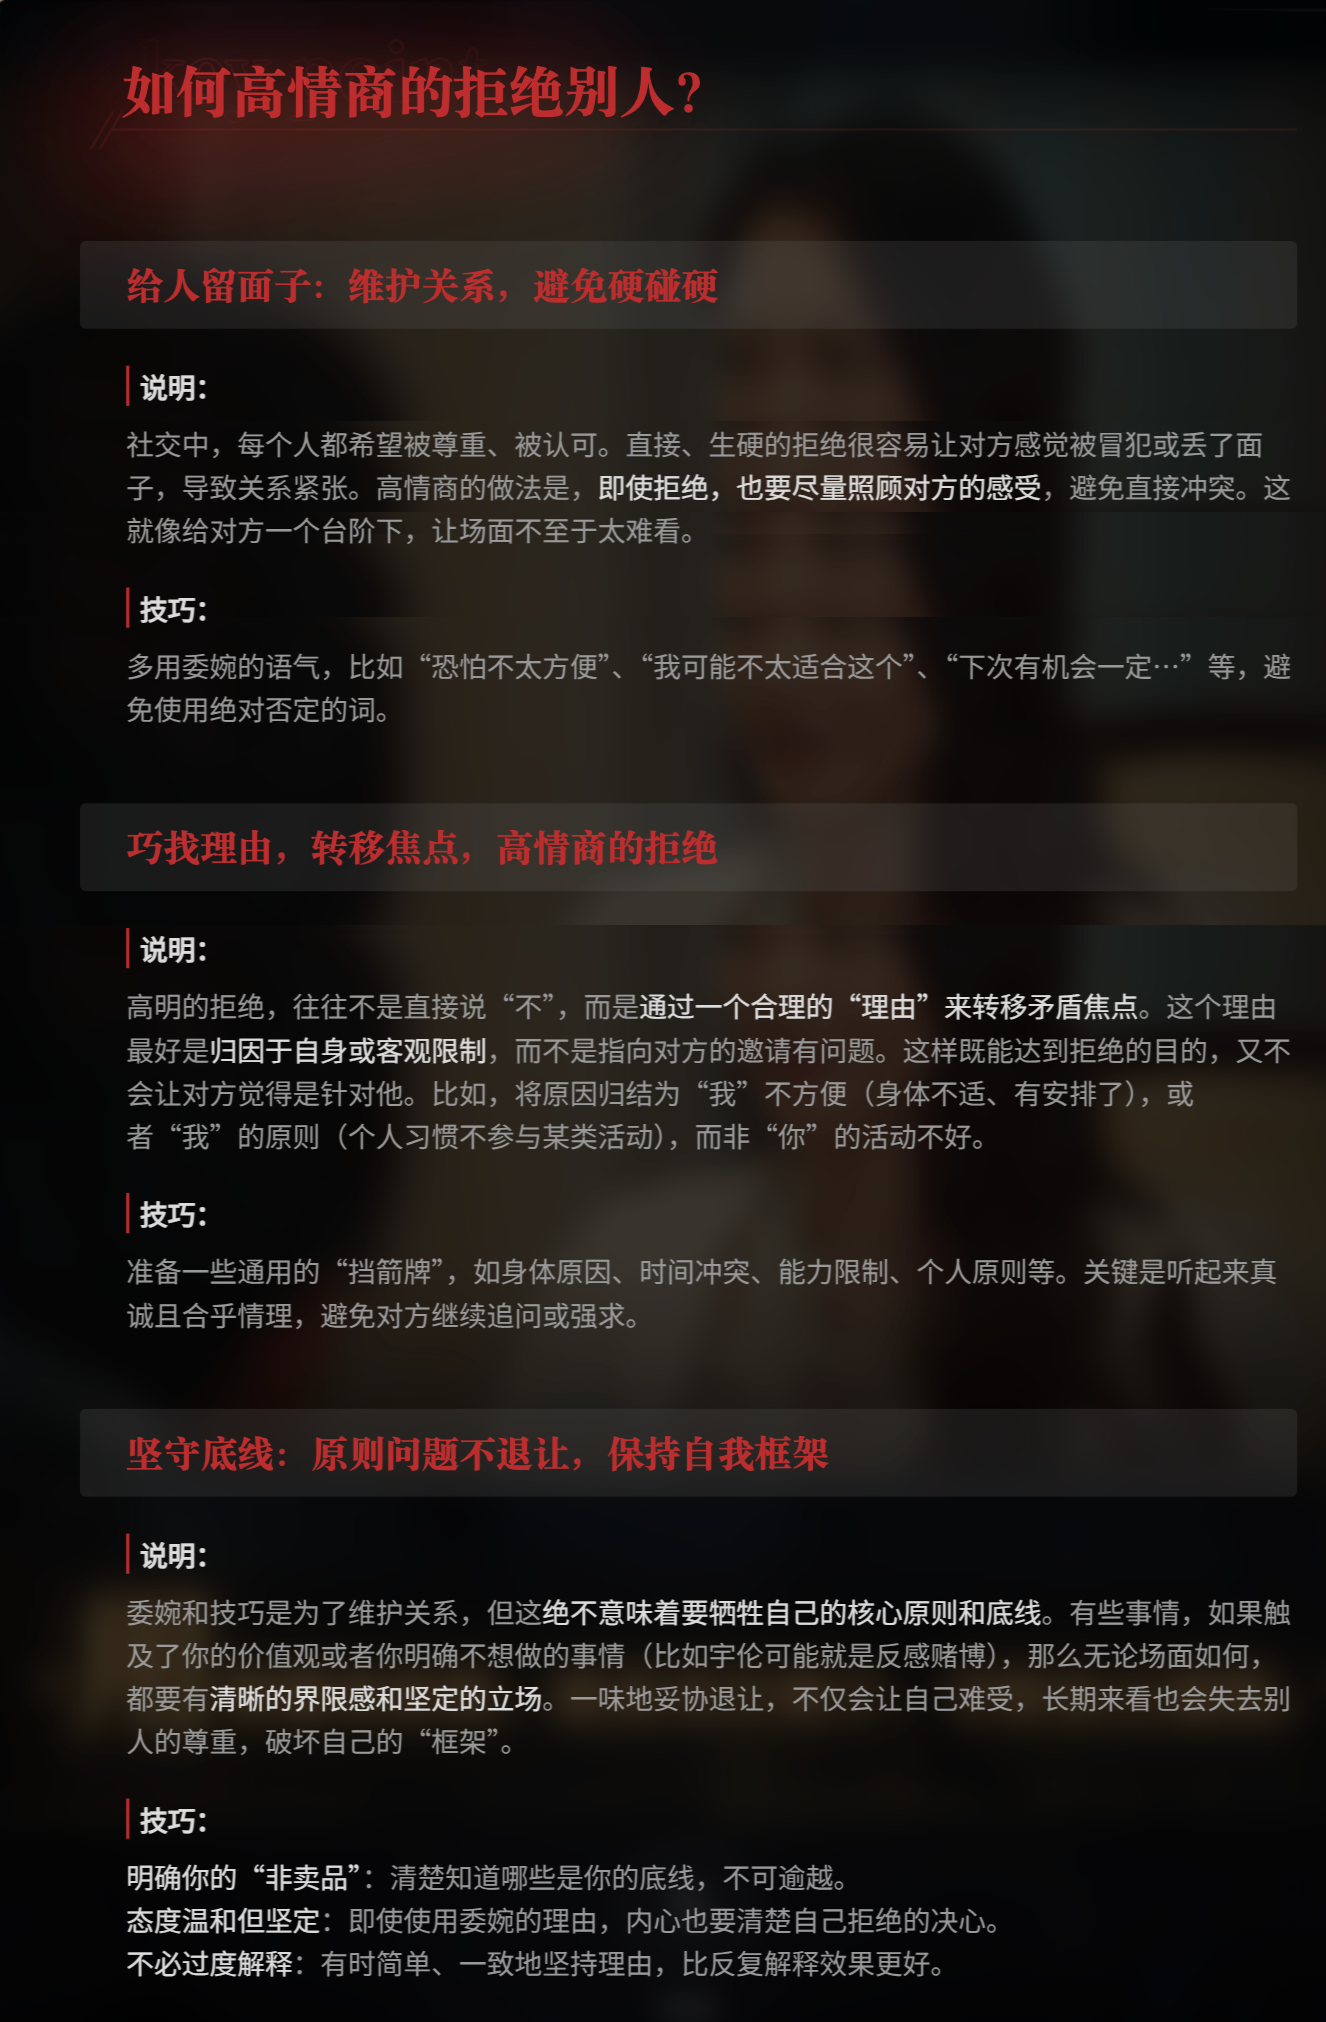 如何高情商的拒绝别人？
给人留面子：维护关系，避免硬碰硬
说明：
社交中，每个人都希望被尊重、被认可。直接、生硬的拒绝很容易让对方感觉被冒犯或丢了面
子，导致关系紧张。高情商的做法是，即使拒绝，也要尽量照顾对方的感受，避免直接冲突。这
就像给对方一个台阶下，让场面不至于太难看。
技巧：
多用委婉的语气，比如“恐怕不太方便”、“我可能不太适合这个”、“下次有机会一定…”等，避
免使用绝对否定的词。
巧找理由，转移焦点，高情商的拒绝
说明：
高明的拒绝，往往不是直接说“不”，而是通过一个合理的“理由”来转移矛盾焦点。这个理由
最好是归因于自身或客观限制，而不是指向对方的邀请有问题。这样既能达到拒绝的目的，又不
会让对方觉得是针对他。比如，将原因归结为“我”不方便（身体不适、有安排了），或
者“我”的原则（个人习惯不参与某类活动），而非“你”的活动不好。
技巧：
准备一些通用的“挡箭牌”，如身体原因、时间冲突、能力限制、个人原则等。关键是听起来真
诚且合乎情理，避免对方继续追问或强求。
坚守底线：原则问题不退让，保持自我框架
说明：
委婉和技巧是为了维护关系，但这绝不意味着要牺牲自己的核心原则和底线。有些事情，如果触
及了你的价值观或者你明确不想做的事情（比如宇伦可能就是反感赌博），那么无论场面如何，
都要有清晰的界限感和坚定的立场。一味地妥协退让，不仅会让自己难受，长期来看也会失去别
人的尊重，破坏自己的“框架”。
技巧：
明确你的“非卖品”：清楚知道哪些是你的底线，不可逾越。
态度温和但坚定：即使使用委婉的理由，内心也要清楚自己拒绝的决心。
不必过度解释：有时简单、一致地坚持理由，比反复解释效果更好。